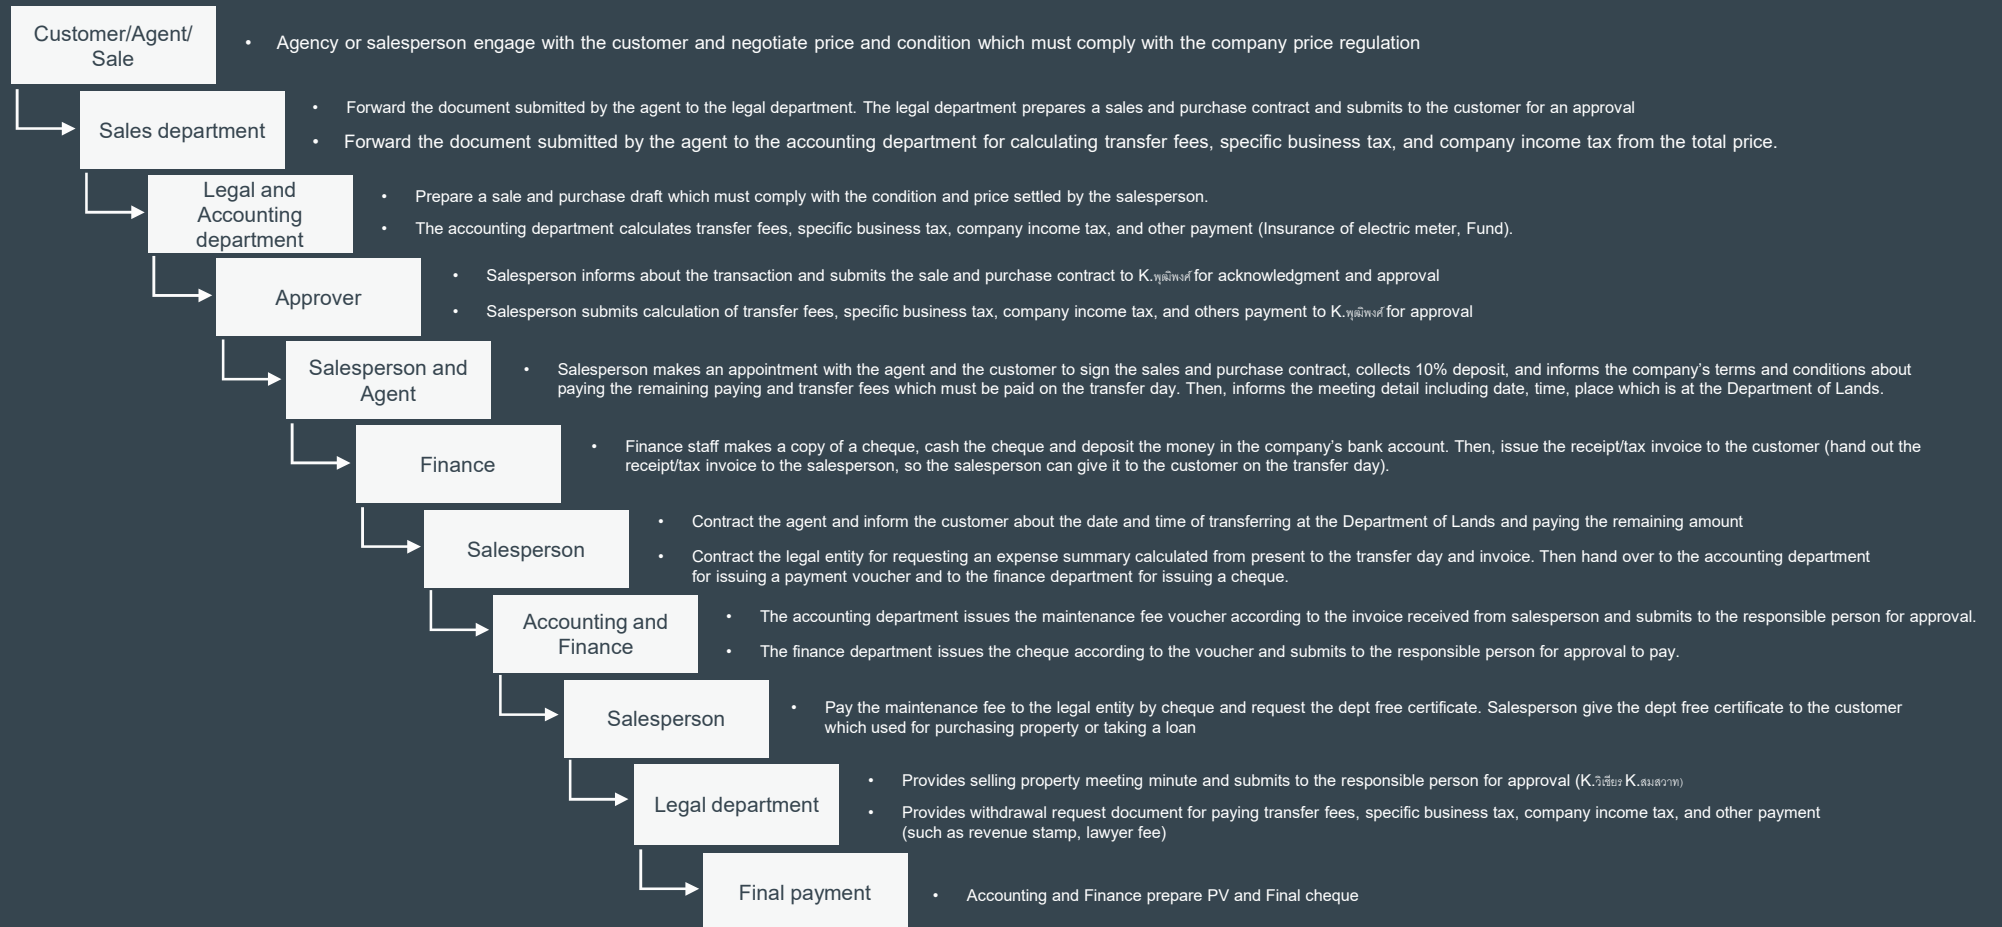 Customer/Agent/
Sale
• Agency or salesperson engage with the customer and negotiate price and condition which must comply with the company price regulation
Sales department
• Forward the document submitted by the agent to the legal department. The legal department prepares a sales and purchase contract and submits to the customer for an approval
• Forward the document submitted by the agent to the accounting department for calculating transfer fees, specific business tax, and company income tax from the total price.
Legal and
Accounting
department
• Prepare a sale and purchase draft which must comply with the condition and price settled by the salesperson.
• The accounting department calculates transfer fees, specific business tax, company income tax, and other payment (Insurance of electric meter, Fund).
Approver
• Salesperson informs about the transaction and submits the sale and purchase contract to K.พุฒิพงศ์ for acknowledgment and approval
• Salesperson submits calculation of transfer fees, specific business tax, company income tax, and others payment to K.พุฒิพงศ์ for approval
Salesperson and
Agent
• Salesperson makes an appointment with the agent and the customer to sign the sales and purchase contract, collects 10% deposit, and informs the company's terms and conditions about
paying the remaining paying and transfer fees which must be paid on the transfer day. Then, informs the meeting detail including date, time, place which is at the Department of Lands.
Finance
• Finance staff makes a copy of a cheque, cash the cheque and deposit the money in the company's bank account. Then, issue the receipt/tax invoice to the customer (hand out the
receipt/tax invoice to the salesperson, so the salesperson can give it to the customer on the transfer day).
Salesperson
• Contract the agent and inform the customer about the date and time of transferring at the Department of Lands and paying the remaining amount
• Contract the legal entity for requesting an expense summary calculated from present to the transfer day and invoice. Then hand over to the accounting department
for issuing a payment voucher and to the finance department for issuing a cheque.
Accounting and
Finance
• The accounting department issues the maintenance fee voucher according to the invoice received from salesperson and submits to the responsible person for approval.
• The finance department issues the cheque according to the voucher and submits to the responsible person for approval to pay.
Salesperson
• Pay the maintenance fee to the legal entity by cheque and request the dept free certificate. Salesperson give the dept free certificate to the customer
which used for purchasing property or taking a loan
Legal department
• Provides selling property meeting minute and submits to the responsible person for approval (K.วิเชียร K.สมสวาท)
• Provides withdrawal request document for paying transfer fees, specific business tax, company income tax, and other payment
(such as revenue stamp, lawyer fee)
Final payment
• Accounting and Finance prepare PV and Final cheque